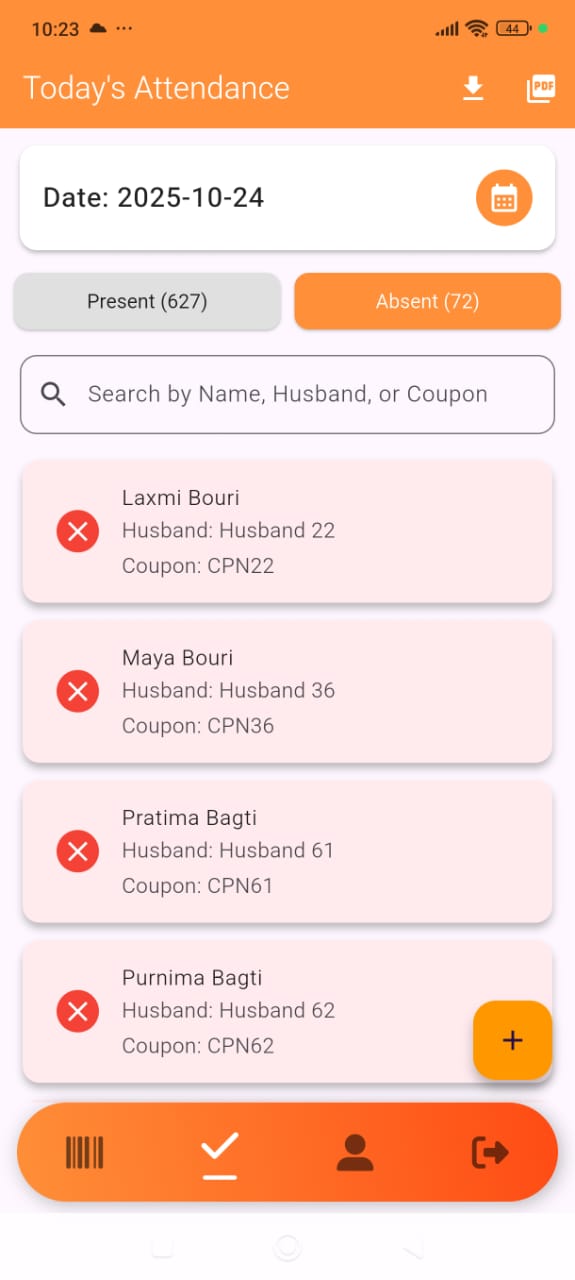 10:23
44
Today's Attendance
PDF
Date: 2025-10-24
Present (627)
Absent (72)
Search by Name, Husband, or Coupon
Laxmi Bouri
Husband: Husband 22
Coupon: CPN22
Maya Bouri
Husband: Husband 36
Coupon: CPN36
Pratima Bagti
Husband: Husband 61
Coupon: CPN61
Purnima Bagti
Husband: Husband 62
Coupon: CPN62
+